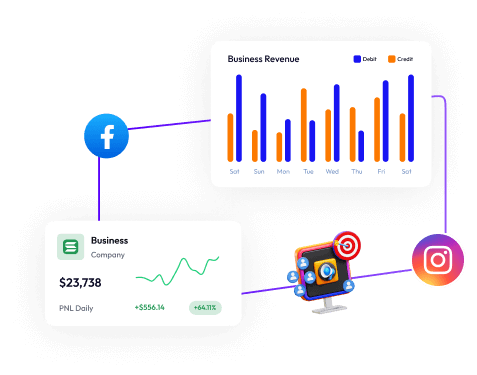 Business Revenue
Debit
Credit
Sat Sun Mon Tue Wed Thu Fri Sat
Business
Company
$23,738
PNL Daily +$556.14 +64.11%